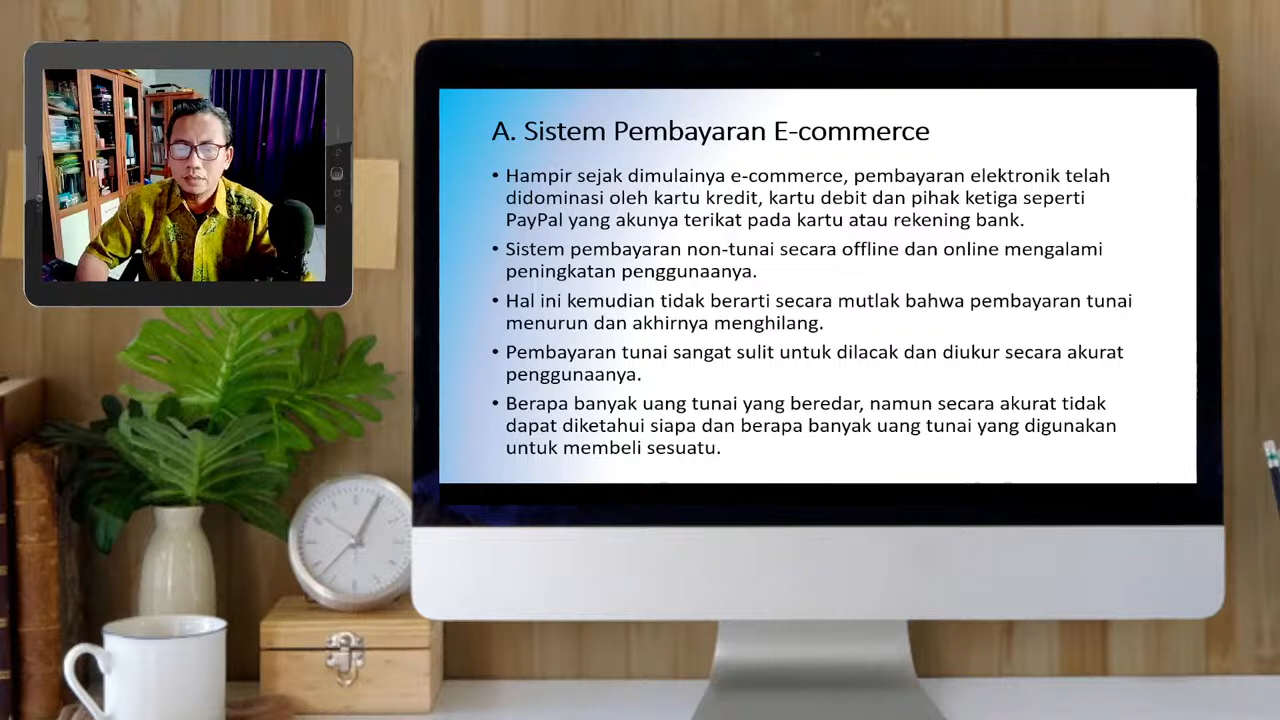 A. Sistem Pembayaran E-commerce
• Hampir sejak dimulainya e-commerce, pembayaran elektronik telah
didominasi oleh kartu kredit, kartu debit dan pihak ketiga seperti
PayPal yang akunya terikat pada kartu atau rekening bank.
• Sistem pembayaran non-tunai secara offline dan online mengalami
peningkatan penggunaanya.
• Hal ini kemudian tidak berarti secara mutlak bahwa pembayaran tunai
menurun dan akhirnya menghilang.
• Pembayaran tunai sangat sulit untuk dilacak dan diukur secara akurat
penggunaanya.
• Berapa banyak uang tunai yang beredar, namun secara akurat tidak
dapat diketahui siapa dan berapa banyak uang tunai yang digunakan
untuk membeli sesuatu.